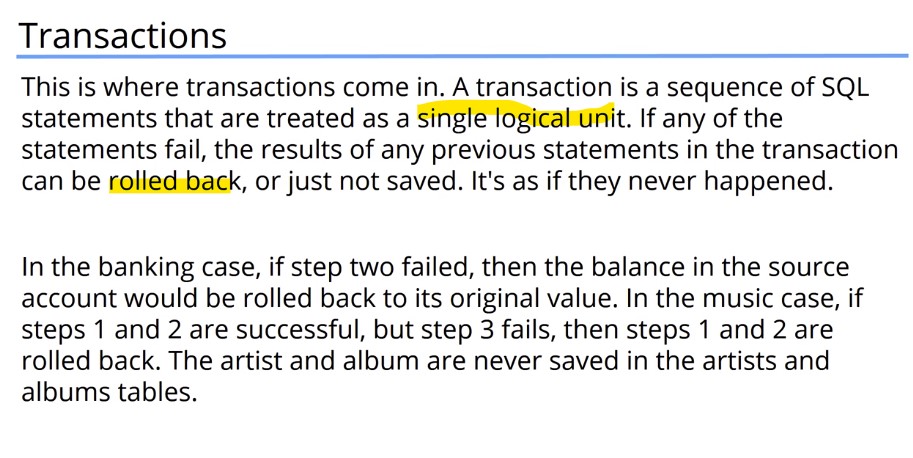 Transactions
This is where transactions come in. A transaction is a sequence of SQL
statements that are treated as a single logical unit. If any of the
statements fail, the results of any previous statements in the transaction
can be rolled back, or just not saved. It's as if they never happened.
In the banking case, if step two failed, then the balance in the source
account would be rolled back to its original value. In the music case, if
steps 1 and 2 are successful, but step 3 fails, then steps 1 and 2 are
rolled back. The artist and album are never saved in the artists and
albums tables.